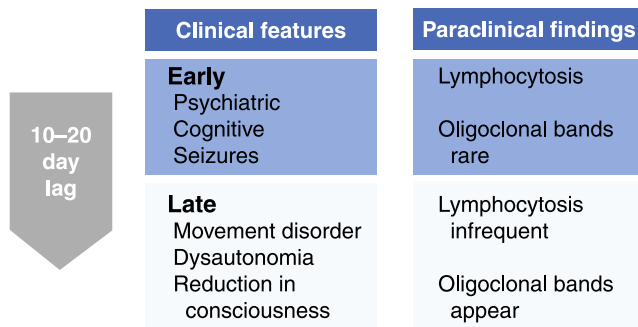 Clinical features
Paraclinical findings
10–20
day
lag
Early
Psychiatric
Cognitive
Seizures
Lymphocytosis
Oligoclonal bands
rare
Late
Movement disorder
Dysautonomia
Reduction in
consciousness
Lymphocytosis
infrequent
Oligoclonal bands
appear